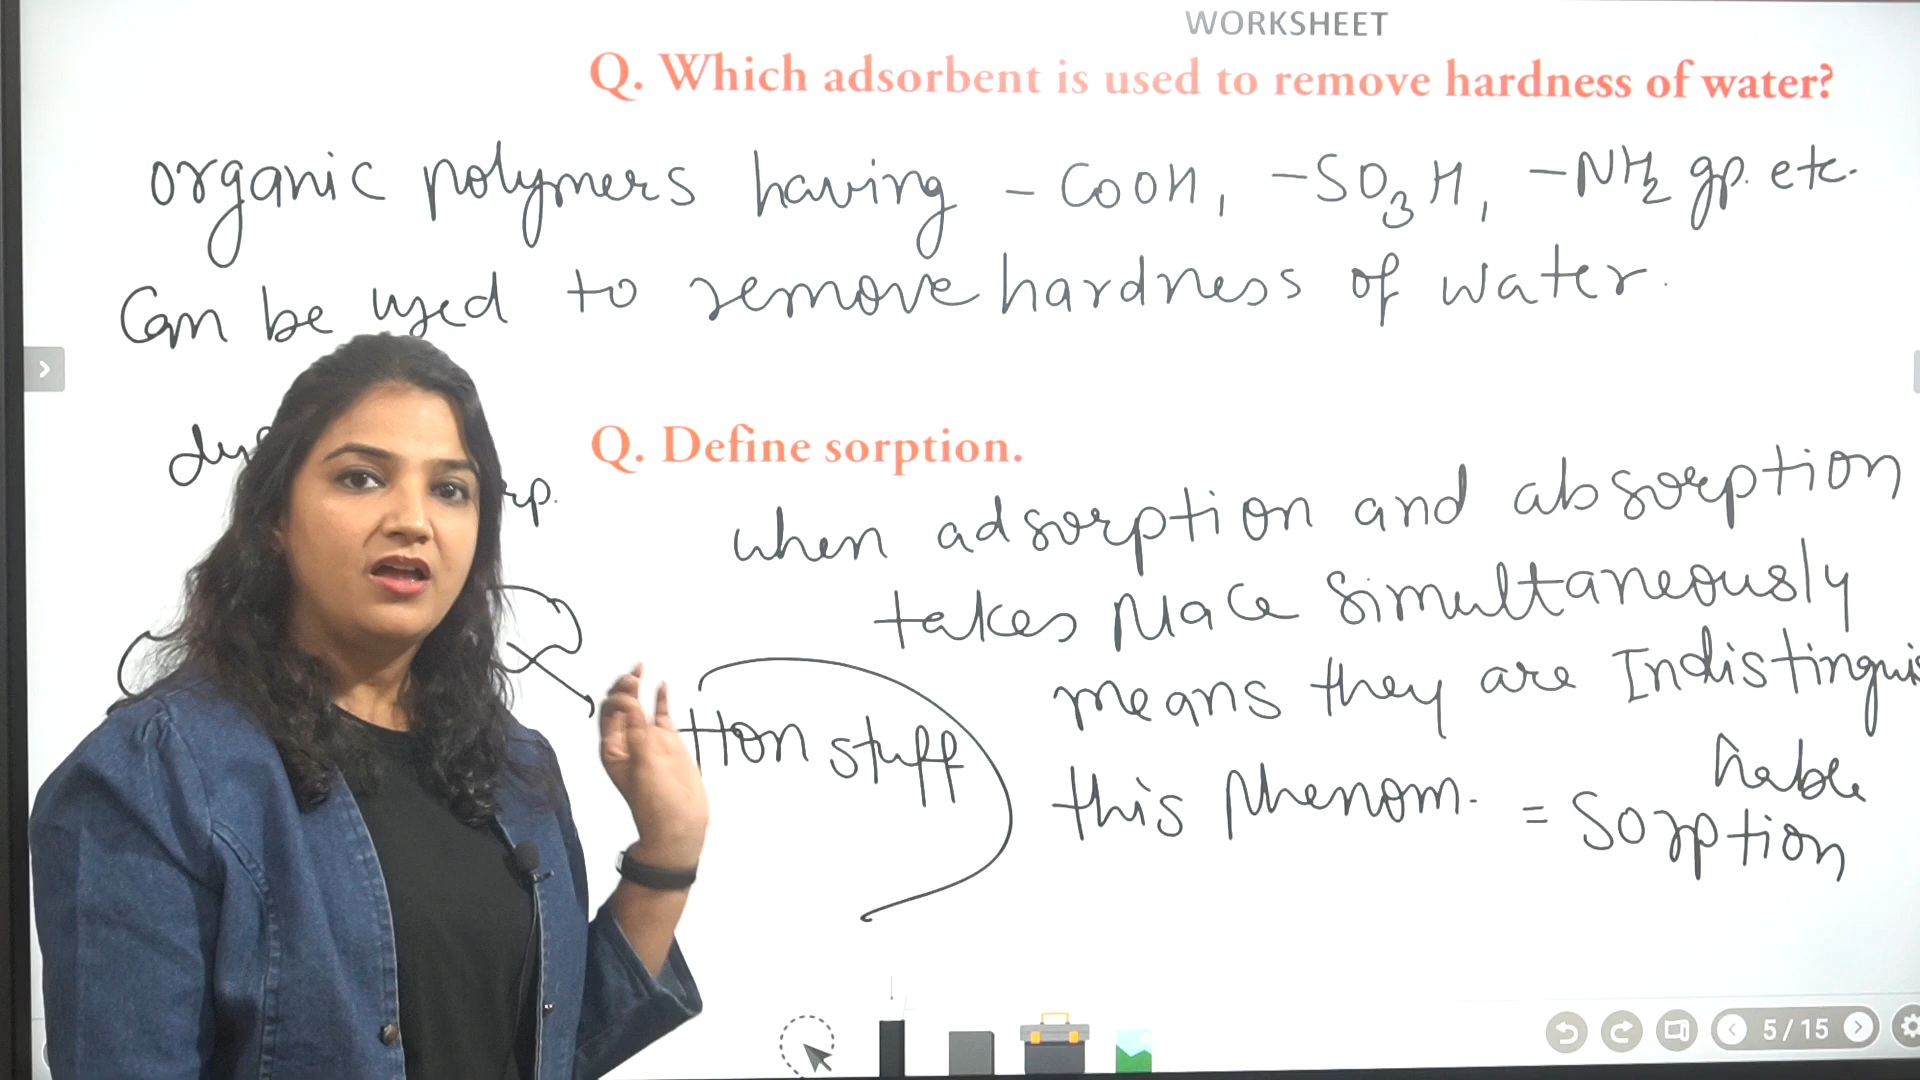 WORKSHEET
Q. Which adsorbent is used to remove hardness of water?
organic polymers having -COOH, -SO3H, -NH2 gp. etc.
Can be used to remove hardness of water.
Q. Define sorption.
when adsorption and absorption
takes place simultaneously
means they are Indistingui
hable
this phenom. = Sorption
stuff
5/15